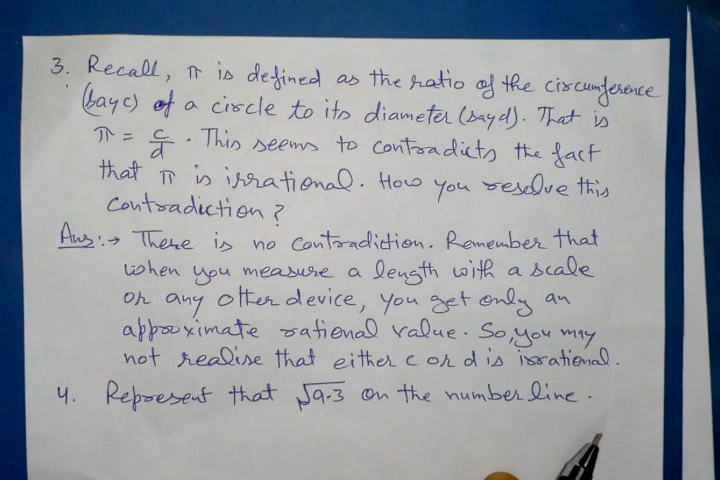 3. Recall, π is defined as the ratio of the circumference
(say c) of a circle to its diameter (say d). That is
π = c/d. This seems to contradicts the fact
that π is irrational. How you resolve this
Contradiction?
Ans:→ There is no contradiction. Remember that
when you measure a length with a scale
or any other device, you get only an
approximate rational value. So, you may
not realise that either c or d is irrational.
4. Represent that √9.3 on the number line.